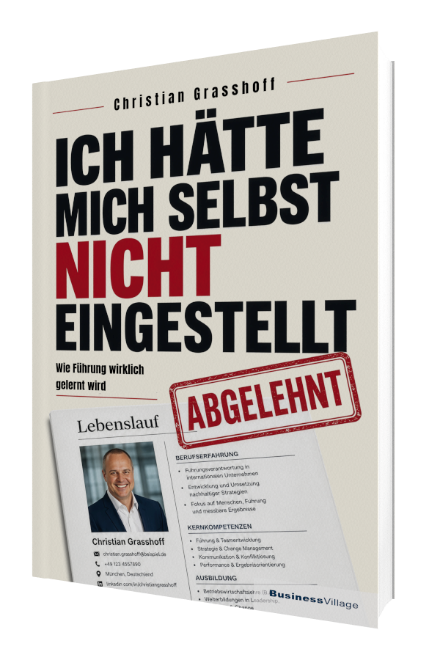 Christian Grasshoff
ICH HÄTTE
MICH SELBST
NICHT
EINGESTELLT
Wie Führung wirklich
gelernt wird
ABGELEHNT
Lebenslauf
Christian Grasshoff
christian.grasshoff@beispiel.de
+49 123 4567890
München, Deutschland
linkedin.com/in/christiangrasshoff
BERUFSERFAHRUNG
• Führungsverantwortung in
internationalen Unternehmen
• Entwicklung und Umsetzung
nachhaltiger Strategien
• Fokus auf Menschen, Führung
und messbare Ergebnisse
KERNKOMPETENZEN
• Führung & Teamentwicklung
• Strategie & Change Management
• Kommunikation & Konfliktlösung
• Performance & Ergebnisorientierung
AUSBILDUNG
• Betriebswirtschaftslehre
• Weiterbildungen in Leadership
BusinessVillage